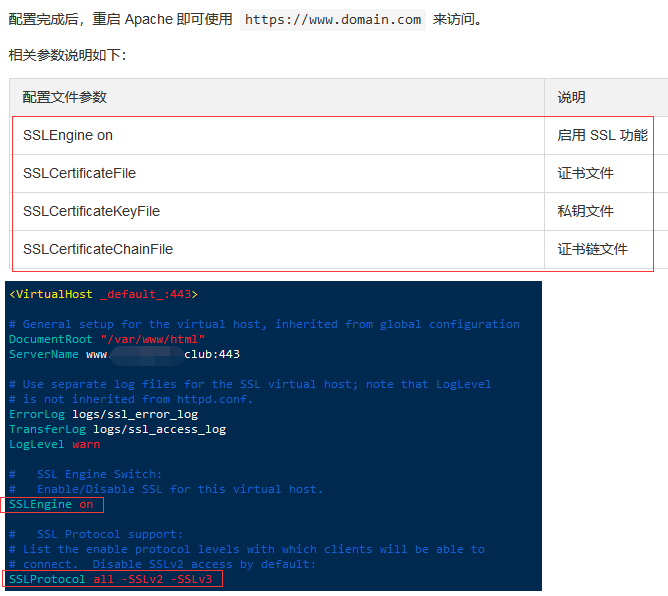 配置完成后，重启 Apache 即可使用 https://www.domain.com 来访问。
相关参数说明如下：
配置文件参数 说明
SSLEngine on 启用 SSL 功能
SSLCertificateFile 证书文件
SSLCertificateKeyFile 私钥文件
SSLCertificateChainFile 证书链文件
<VirtualHost _default_:443>
# General setup for the virtual host, inherited from global configuration
DocumentRoot "/var/www/html"
ServerName www. club:443
# Use separate log files for the SSL virtual host; note that LogLevel
# is not inherited from httpd.conf.
ErrorLog logs/ssl_error_log
TransferLog logs/ssl_access_log
LogLevel warn
#   SSL Engine Switch:
#   Enable/Disable SSL for this virtual host.
SSLEngine on
#   SSL Protocol support:
# List the enable protocol levels with which clients will be able to
# connect.  Disable SSLv2 access by default:
SSLProtocol all -SSLv2 -SSLv3